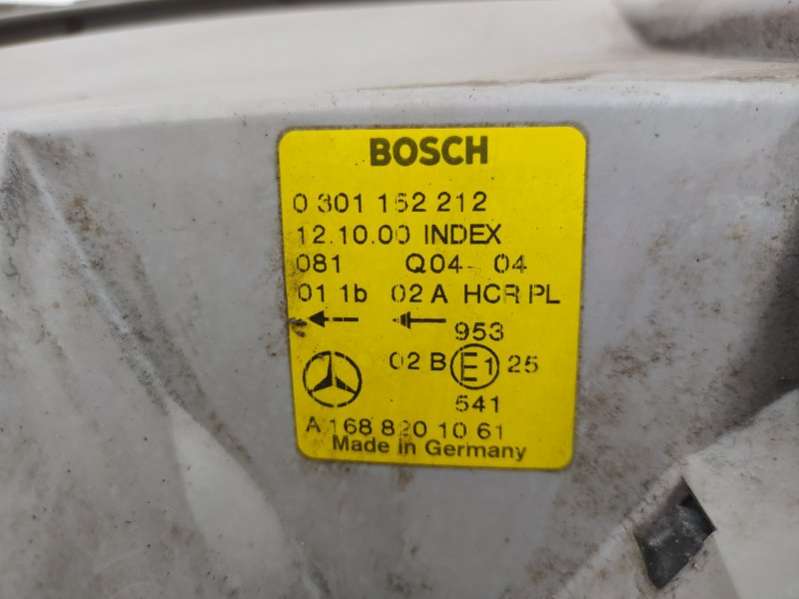 BOSCH
0 301 152 212
12.10.00 INDEX
081 Q04- 04
01 1b 02 A HCR PL
953
02 B E1 25
541
A 168 820 10 61
Made in Germany